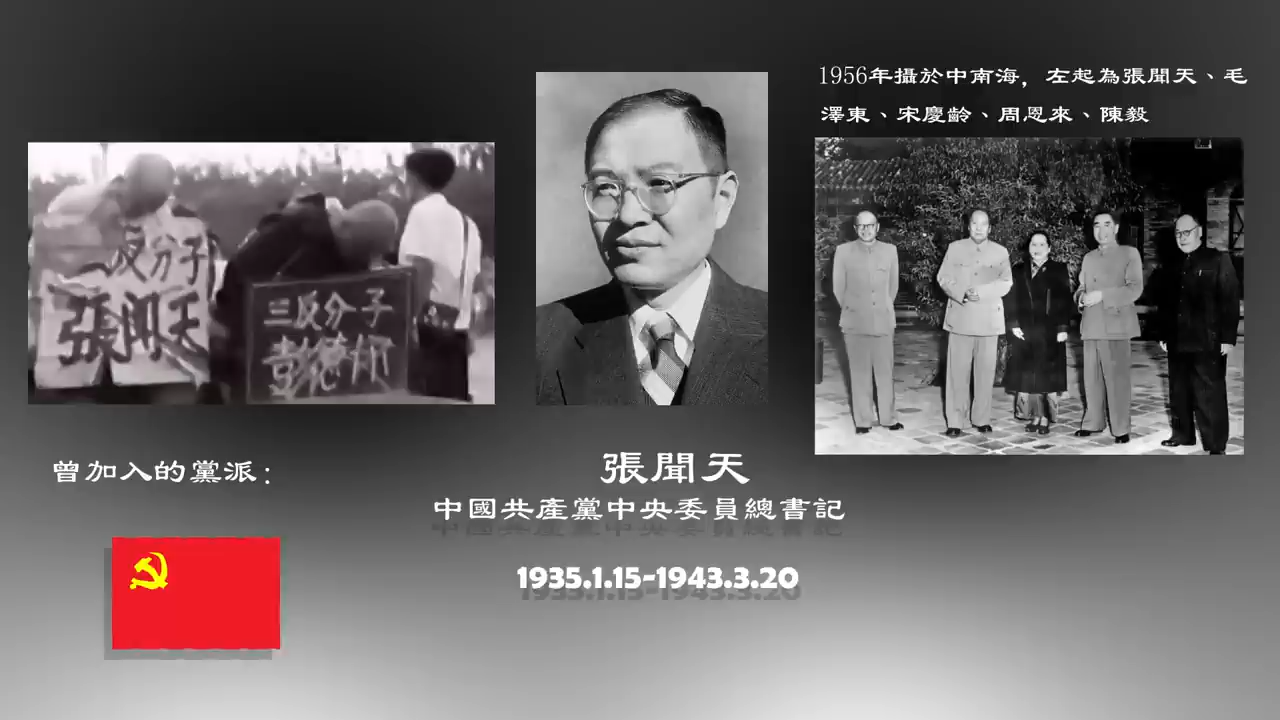 1956年攝於中南海，左起為張聞天、毛
澤東、宋慶齡、周恩來、陳毅
反分子
張聞天
三反分子
彭德懷
曾加入的黨派：
張聞天
中國共產黨中央委員總書記
1935.1.15-1943.3.20